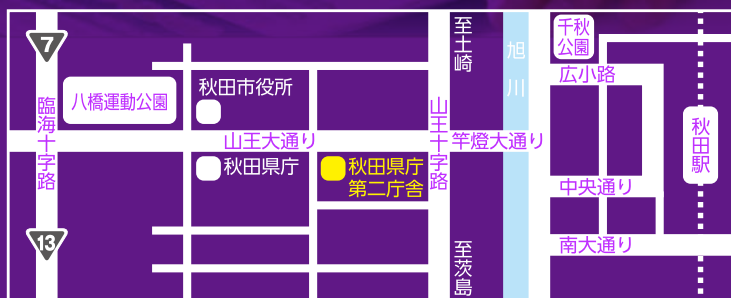 7
臨海十字路
13
八橋運動公園
秋田市役所
山王大通り
秋田県庁
秋田県庁
第二庁舎
至土崎
山王十字路
至茨島
旭川
竿燈大通り
千秋
公園
広小路
中央通り
南大通り
秋田駅